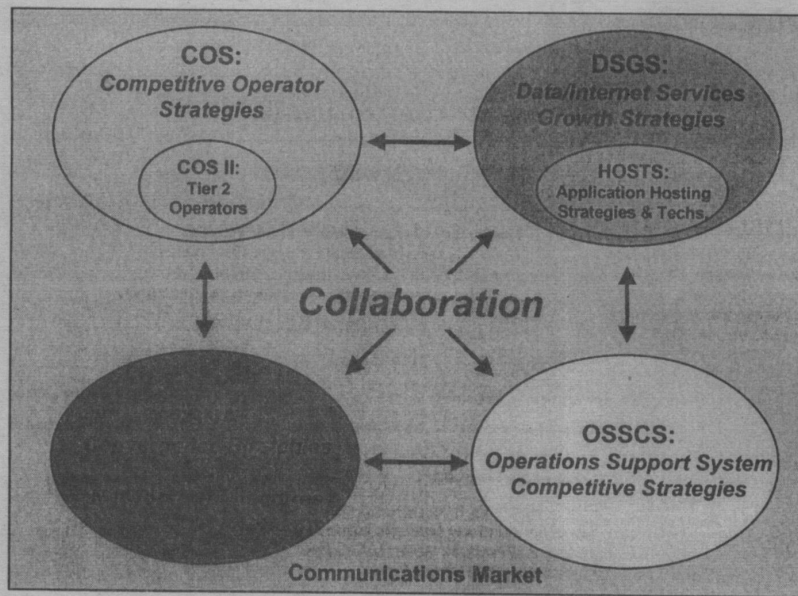 COS:
Competitive Operator
Strategies
COS II:
Tier 2
Operators
DSGS:
Data/Internet Services
Growth Strategies
HOSTS:
Application Hosting
Strategies & Techs.
Collaboration
OSSCS:
Operations Support System
Competitive Strategies
Communications Market